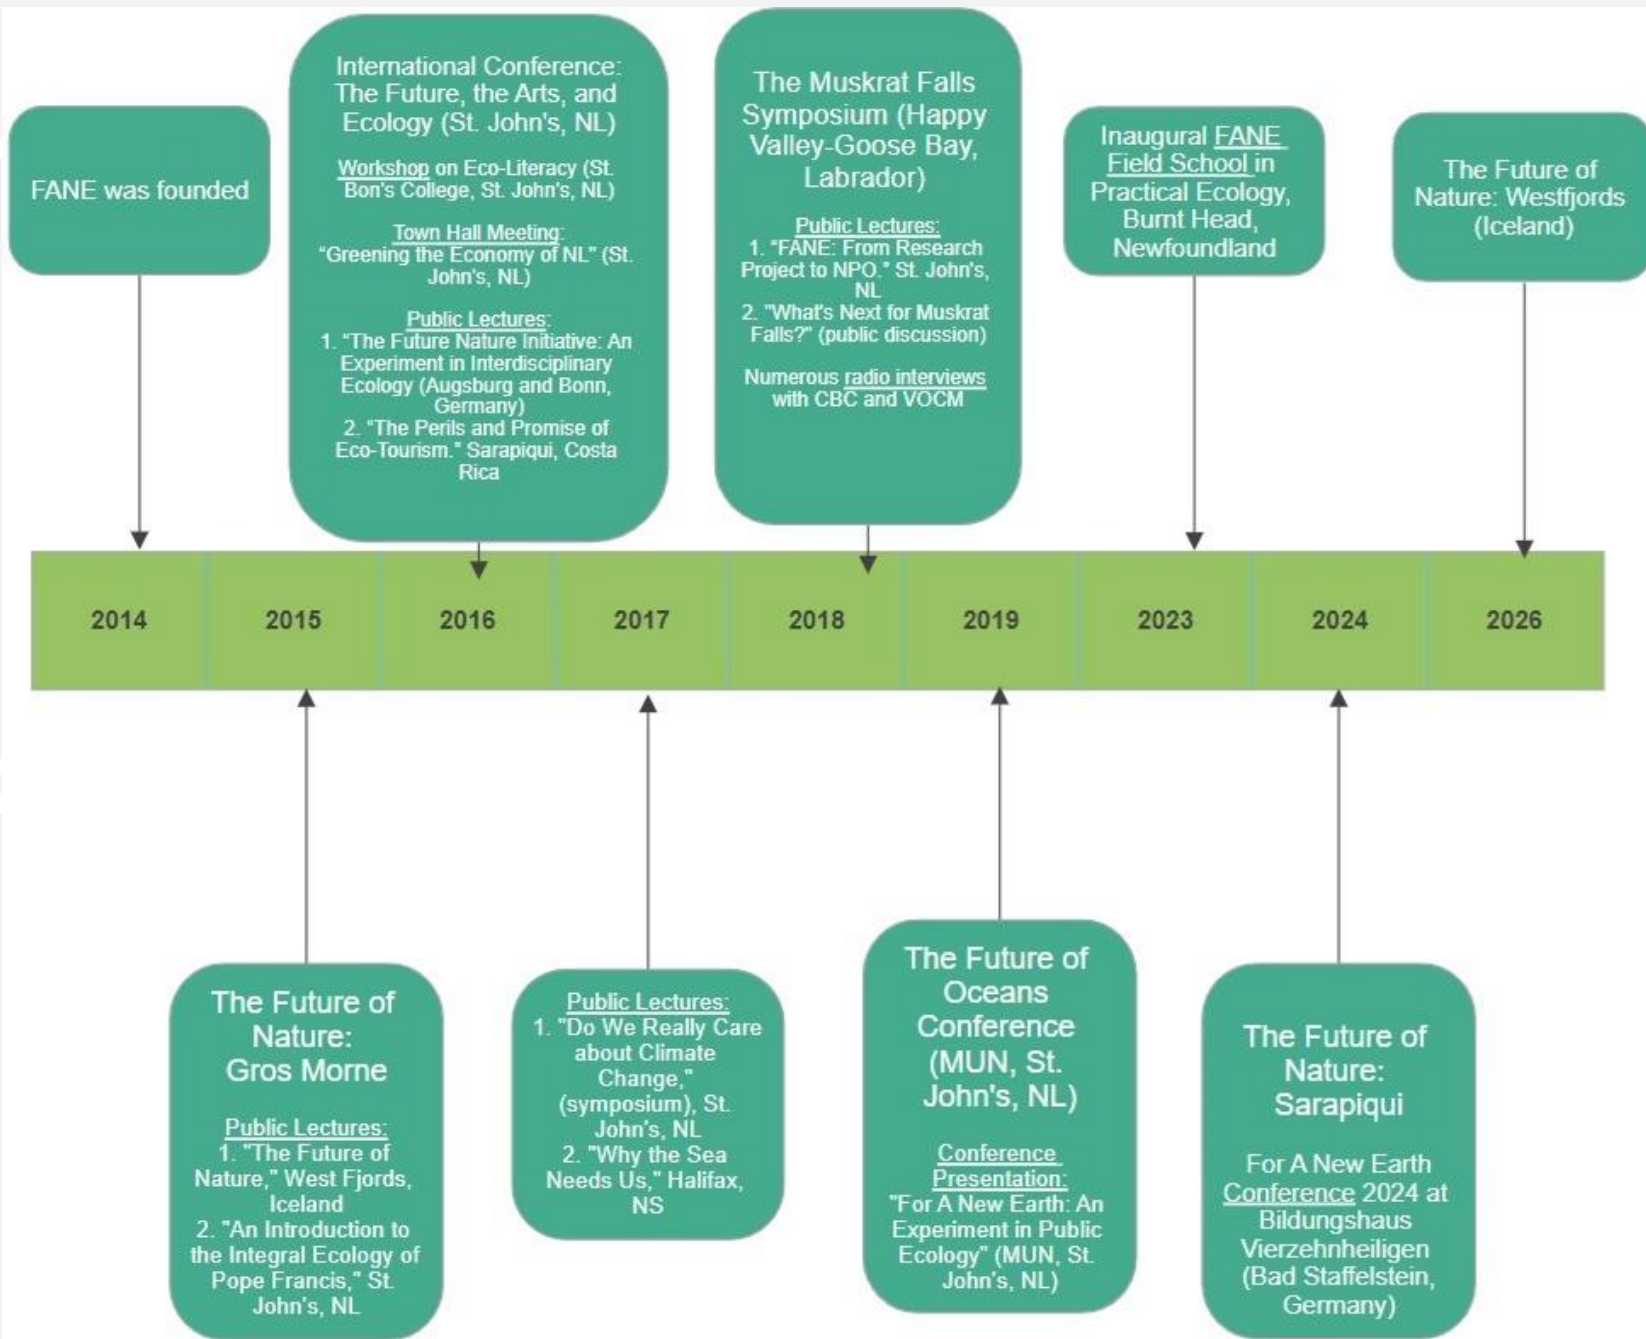 FANE was founded
International Conference:
The Future, the Arts, and
Ecology (St. John's, NL)
Workshop on Eco-Literacy (St.
Bon's College, St. John's, NL)
Town Hall Meeting:
“Greening the Economy of NL” (St.
John's, NL)
Public Lectures:
1. “The Future Nature Initiative: An
Experiment in Interdisciplinary
Ecology (Augsburg and Bonn,
Germany)
2. “The Perils and Promise of
Eco-Tourism.” Sarapiqui, Costa
Rica
The Muskrat Falls
Symposium (Happy
Valley-Goose Bay,
Labrador)
Public Lectures:
1. “FANE: From Research
Project to NPO.” St. John's,
NL
2. "What's Next for Muskrat
Falls?" (public discussion)
Numerous radio interviews
with CBC and VOCM
Inaugural FANE
Field School in
Practical Ecology,
Burnt Head,
Newfoundland
The Future of
Nature: Westfjords
(Iceland)
2014
2015
2016
2017
2018
2019
2023
2024
2026
The Future of
Nature:
Gros Morne
Public Lectures:
1. "The Future of
Nature," West Fjords,
Iceland
2. "An Introduction to
the Integral Ecology of
Pope Francis," St.
John's, NL
Public Lectures:
1. "Do We Really Care
about Climate
Change,"
(symposium), St.
John's, NL
2. "Why the Sea
Needs Us," Halifax,
NS
The Future of
Oceans
Conference
(MUN, St.
John's, NL)
Conference
Presentation:
"For A New Earth: An
Experiment in Public
Ecology" (MUN, St.
John's, NL)
The Future of
Nature:
Sarapiqui
For A New Earth
Conference 2024 at
Bildungshaus
Vierzehnheiligen
(Bad Staffelstein,
Germany)